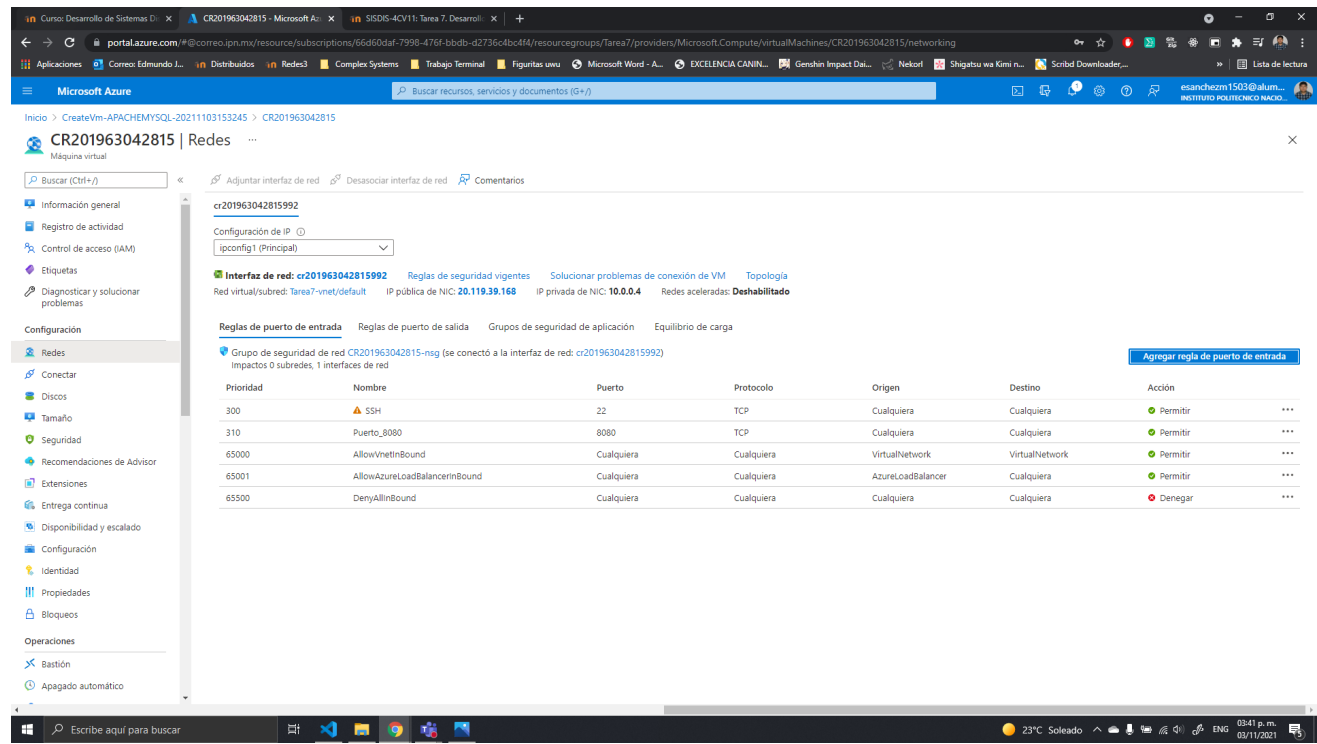 Curso: Desarrollo de Sistemas Di
CR201963042815 - Microsoft Az
SISDIS-4CV11: Tarea 7. Desarroll
portal.azure.com/#@correo.ipn.mx/resource/subscriptions/66d60daf-7998-476f-bbdb-d2736c4bc4f4/resourcegroups/Tarea7/providers/Microsoft.Compute/virtualMachines/CR201963042815/networking
Aplicaciones Correo: Edmundo J... Distribuidos Redes3 Complex Systems Trabajo Terminal Figuritas uwu Microsoft Word - A... EXCELENCIA CANIN... Genshin Impact Dai... Nekorl Shigatsu wa Kimi n... Scribd Downloader,... » Lista de lectura
Microsoft Azure
Buscar recursos, servicios y documentos (G+/)
1
esanchezm1503@alum...
INSTITUTO POLITECNICO NACIO...
Inicio > CreateVm-APACHEMYSQL-20211103153245 > CR201963042815
CR201963042815 | Redes ...
Máquina virtual
Buscar (Ctrl+/) «
Adjuntar interfaz de red Desasociar interfaz de red Comentarios
Información general
Registro de actividad
Control de acceso (IAM)
Etiquetas
Diagnosticar y solucionar
problemas
Configuración
Redes
Conectar
Discos
Tamaño
Seguridad
Recomendaciones de Advisor
Extensiones
Entrega continua
Disponibilidad y escalado
Configuración
Identidad
Propiedades
Bloqueos
Operaciones
Bastión
Apagado automático
cr201963042815992
Configuración de IP
ipconfig1 (Principal)
Interfaz de red: cr201963042815992 Reglas de seguridad vigentes Solucionar problemas de conexión de VM Topología
Red virtual/subred: Tarea7-vnet/default IP pública de NIC: 20.119.39.168 IP privada de NIC: 10.0.0.4 Redes aceleradas: Deshabilitado
Reglas de puerto de entrada Reglas de puerto de salida Grupos de seguridad de aplicación Equilibrio de carga
Grupo de seguridad de red CR201963042815-nsg (se conectó a la interfaz de red: cr201963042815992)
Impactos 0 subredes, 1 interfaces de red
Agregar regla de puerto de entrada
Prioridad Nombre Puerto Protocolo Origen Destino Acción
300 SSH 22 TCP Cualquiera Cualquiera Permitir ...
310 Puerto_8080 8080 TCP Cualquiera Cualquiera Permitir ...
65000 AllowVnetInBound Cualquiera Cualquiera VirtualNetwork VirtualNetwork Permitir ...
65001 AllowAzureLoadBalancerInBound Cualquiera Cualquiera AzureLoadBalancer Cualquiera Permitir ...
65500 DenyAllInBound Cualquiera Cualquiera Cualquiera Cualquiera Denegar ...
Escribe aquí para buscar
23°C Soleado
ENG
03:41 p. m.
03/11/2021